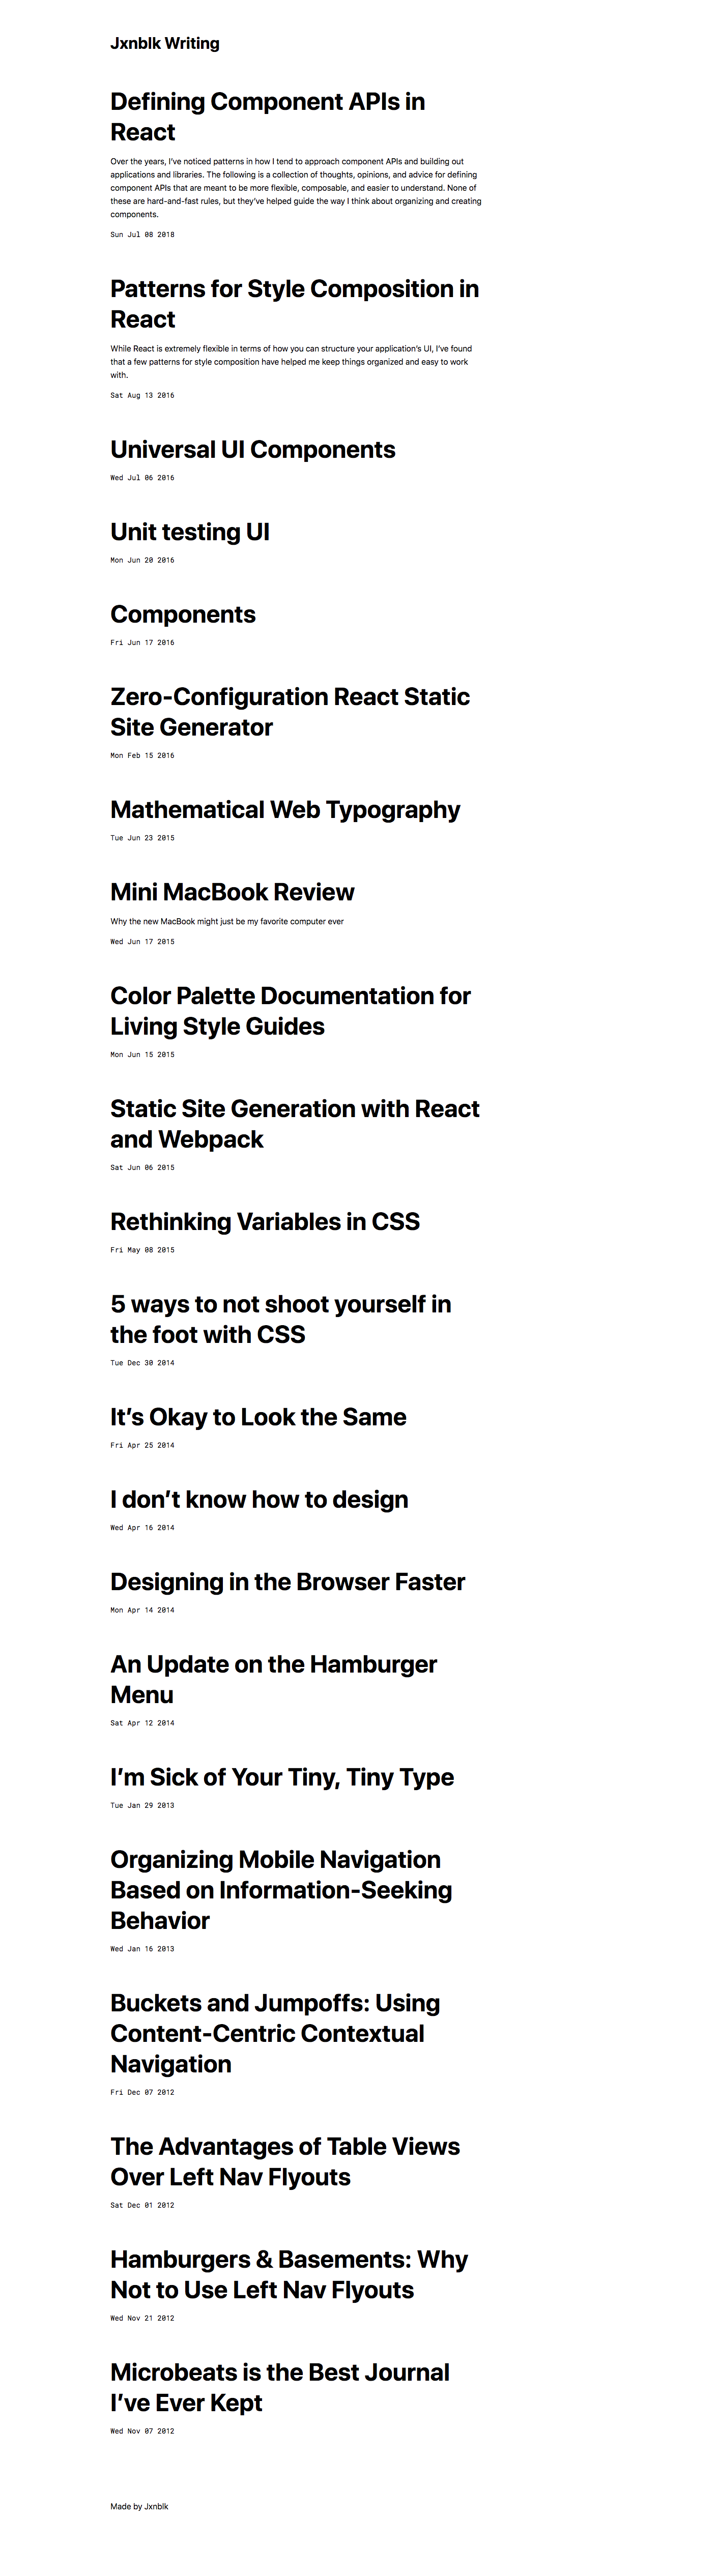 Jxnblk Writing
Defining Component APIs in
React
Over the years, I’ve noticed patterns in how I tend to approach component APIs and building out
applications and libraries. The following is a collection of thoughts, opinions, and advice for defining
component APIs that are meant to be more flexible, composable, and easier to understand. None of
these are hard-and-fast rules, but they’ve helped guide the way I think about organizing and creating
components.
Sun Jul 08 2018
Patterns for Style Composition in
React
While React is extremely flexible in terms of how you can structure your application’s UI, I’ve found
that a few patterns for style composition have helped me keep things organized and easy to work
with.
Sat Aug 13 2016
Universal UI Components
Wed Jul 06 2016
Unit testing UI
Mon Jun 20 2016
Components
Fri Jun 17 2016
Zero-Configuration React Static
Site Generator
Mon Feb 15 2016
Mathematical Web Typography
Tue Jun 23 2015
Mini MacBook Review
Why the new MacBook might just be my favorite computer ever
Wed Jun 17 2015
Color Palette Documentation for
Living Style Guides
Mon Jun 15 2015
Static Site Generation with React
and Webpack
Sat Jun 06 2015
Rethinking Variables in CSS
Fri May 08 2015
5 ways to not shoot yourself in
the foot with CSS
Tue Dec 30 2014
It’s Okay to Look the Same
Fri Apr 25 2014
I don’t know how to design
Wed Apr 16 2014
Designing in the Browser Faster
Mon Apr 14 2014
An Update on the Hamburger
Menu
Sat Apr 12 2014
I’m Sick of Your Tiny, Tiny Type
Tue Jan 29 2013
Organizing Mobile Navigation
Based on Information-Seeking
Behavior
Wed Jan 16 2013
Buckets and Jumpoffs: Using
Content-Centric Contextual
Navigation
Fri Dec 07 2012
The Advantages of Table Views
Over Left Nav Flyouts
Sat Dec 01 2012
Hamburgers & Basements: Why
Not to Use Left Nav Flyouts
Wed Nov 21 2012
Microbeats is the Best Journal
I’ve Ever Kept
Wed Nov 07 2012
Made by Jxnblk